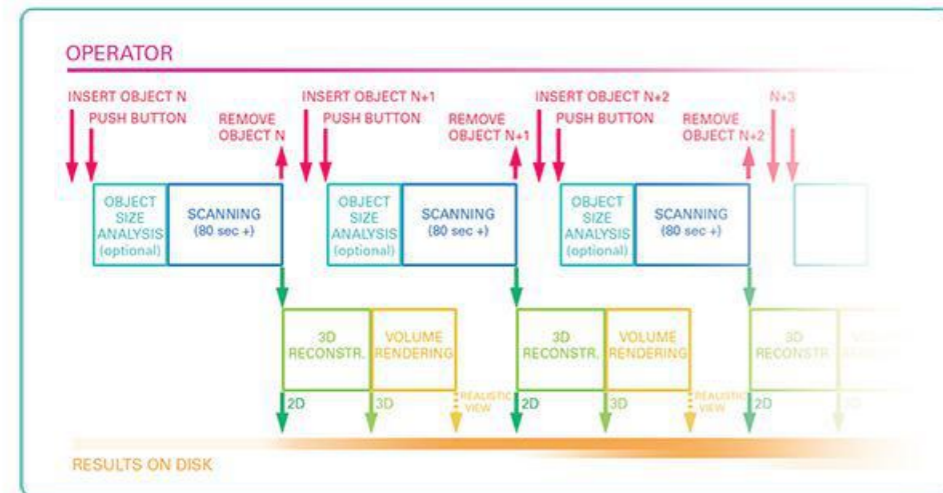 OPERATOR
INSERT OBJECT N
PUSH BUTTON
REMOVE
OBJECT N
INSERT OBJECT N+1
PUSH BUTTON
REMOVE
OBJECT N+1
INSERT OBJECT N+2
PUSH BUTTON
REMOVE
OBJECT N+2
N+3
OBJECT
SIZE
ANALYSIS
(optional)
SCANNING
(80 sec +)
OBJECT
SIZE
ANALYSIS
(optional)
SCANNING
(80 sec +)
OBJECT
SIZE
ANALYSIS
(optional)
SCANNING
(80 sec +)
3D
RECONSTR.
VOLUME
RENDERING
3D
RECONSTR.
VOLUME
RENDERING
3D
RECONSTR.
2D
3D
REALISTIC
VIEW
2D
3D
REALISTIC
VIEW
2D
3D
RESULTS ON DISK